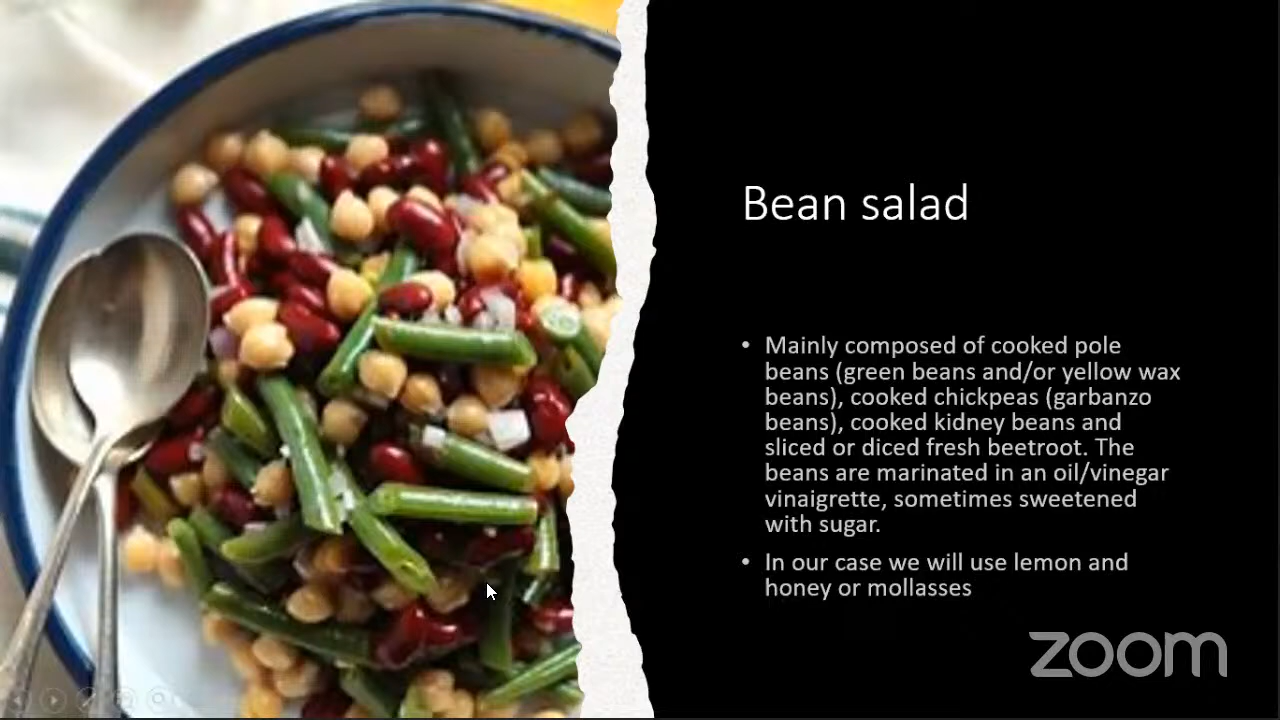 Bean salad
• Mainly composed of cooked pole
beans (green beans and/or yellow wax
beans), cooked chickpeas (garbanzo
beans), cooked kidney beans and
sliced or diced fresh beetroot. The
beans are marinated in an oil/vinegar
vinaigrette, sometimes sweetened
with sugar.
• In our case we will use lemon and
honey or mollasses
zoom